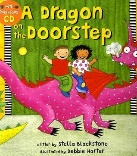 CD
A Dragon
on the Doorstep
written by Stella Blackstone
illustrated by Debbie Harter